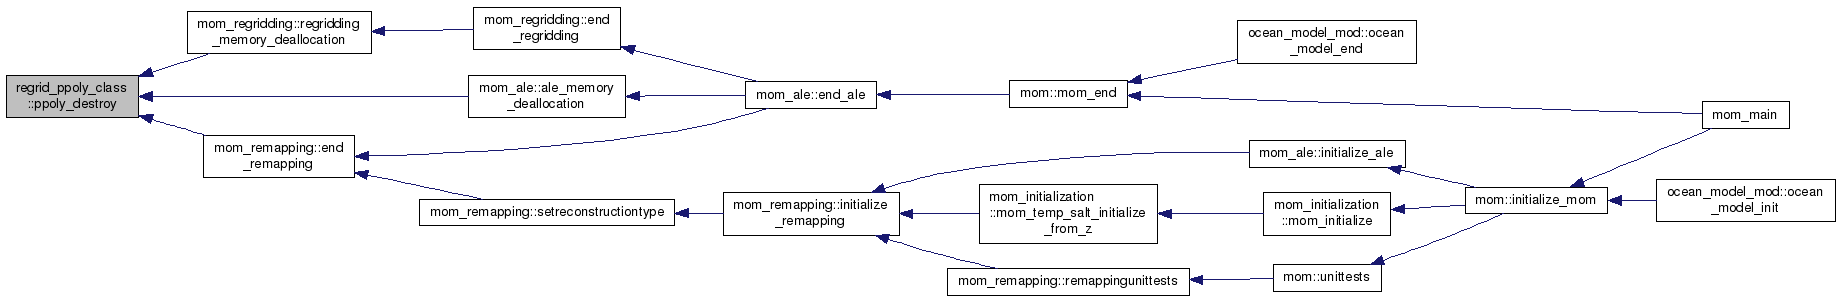 regrid_ppoly_class
::ppoly_destroy
mom_regridding::regridding
_memory_deallocation
mom_regridding::end
_regridding
mom_ale::ale_memory
_deallocation
mom_remapping::end
_remapping
mom_ale::end_ale
mom::mom_end
ocean_model_mod::ocean
_model_end
mom_main
mom_remapping::setreconstructiontype
mom_remapping::initialize
_remapping
mom_ale::initialize_ale
mom_initialization
::mom_temp_salt_initialize
_from_z
mom_initialization
::mom_initialize
mom_remapping::remappingunittests
mom::unittests
mom::initialize_mom
ocean_model_mod::ocean
_model_init